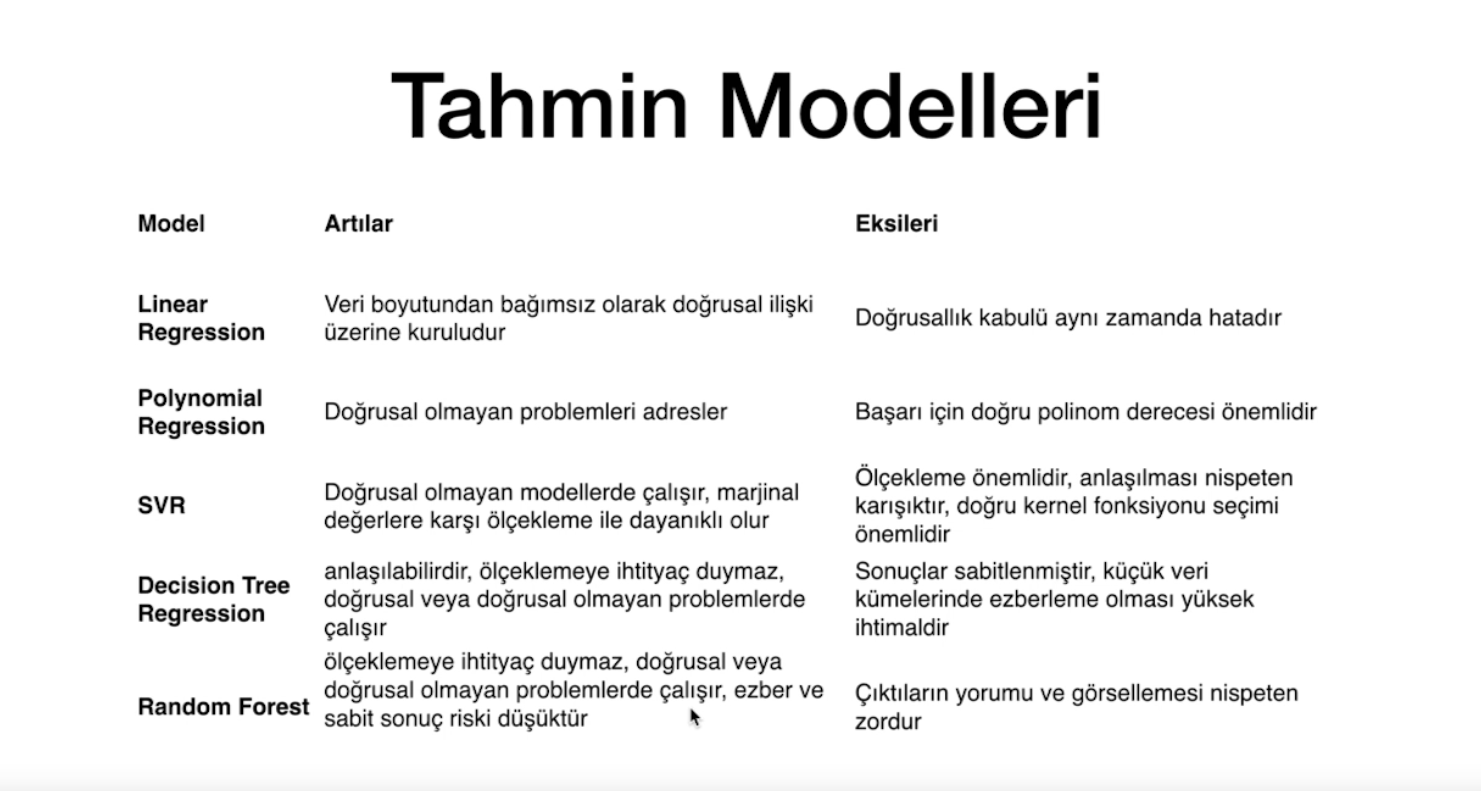 Tahmin Modelleri
Model Artılar Eksileri
Linear Regression Veri boyutundan bağımsız olarak doğrusal ilişki üzerine kuruludur Doğrusallık kabulü aynı zamanda hatadır
Polynomial Regression Doğrusal olmayan problemleri adresler Başarı için doğru polinom derecesi önemlidir
SVR Doğrusal olmayan modellerde çalışır, marjinal değerlere karşı ölçekleme ile dayanıklı olur Ölçekleme önemlidir, anlaşılması nispeten karışıktır, doğru kernel fonksiyonu seçimi önemlidir
Decision Tree Regression anlaşılabilirdir, ölçeklemeye ihtityaç duymaz, doğrusal veya doğrusal olmayan problemlerde çalışır Sonuçlar sabitlenmiştir, küçük veri kümelerinde ezberleme olması yüksek ihtimaldir
Random Forest ölçeklemeye ihtityaç duymaz, doğrusal veya doğrusal olmayan problemlerde çalışır, ezber ve sabit sonuç riski düşüktür Çıktıların yorumu ve görsellemesi nispeten zordur